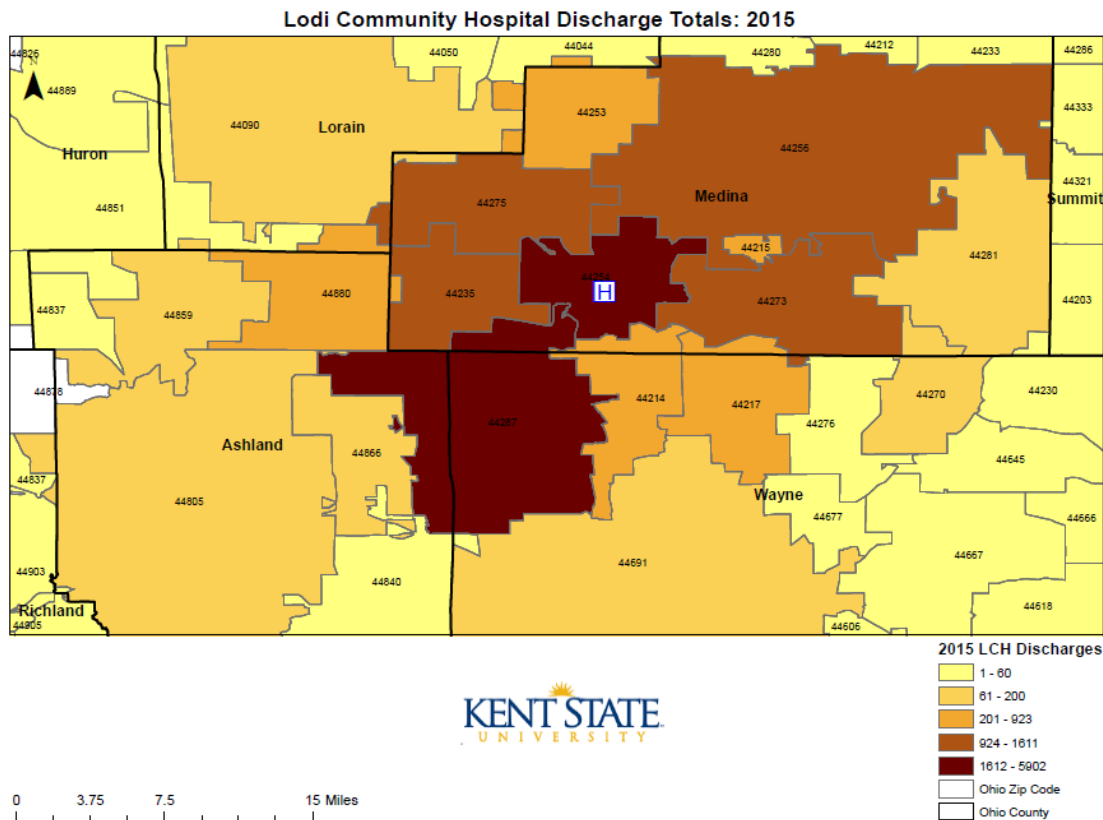 Lodi Community Hospital Discharge Totals: 2015
44826
44050
44044
44280
44212
44233
44286
N
44889
44333
44253
44090
Lorain
44256
Huron
44321
Medina
Summit
44851
44275
44215
44281
44254
H
44235
44273
44203
44880
44837
44859
44878
44230
44270
44214
44217
44287
44276
Ashland
44866
44645
44837
44805
Wayne
44677
44666
44667
44691
44903
44840
Richland
44618
44905
44606
2015 LCH Discharges
1 - 60
61 - 200
201 - 923
924 - 1611
1612 - 5902
Ohio Zip Code
Ohio County
KENT STATE
UNIVERSITY
0 3.75 7.5 15 Miles